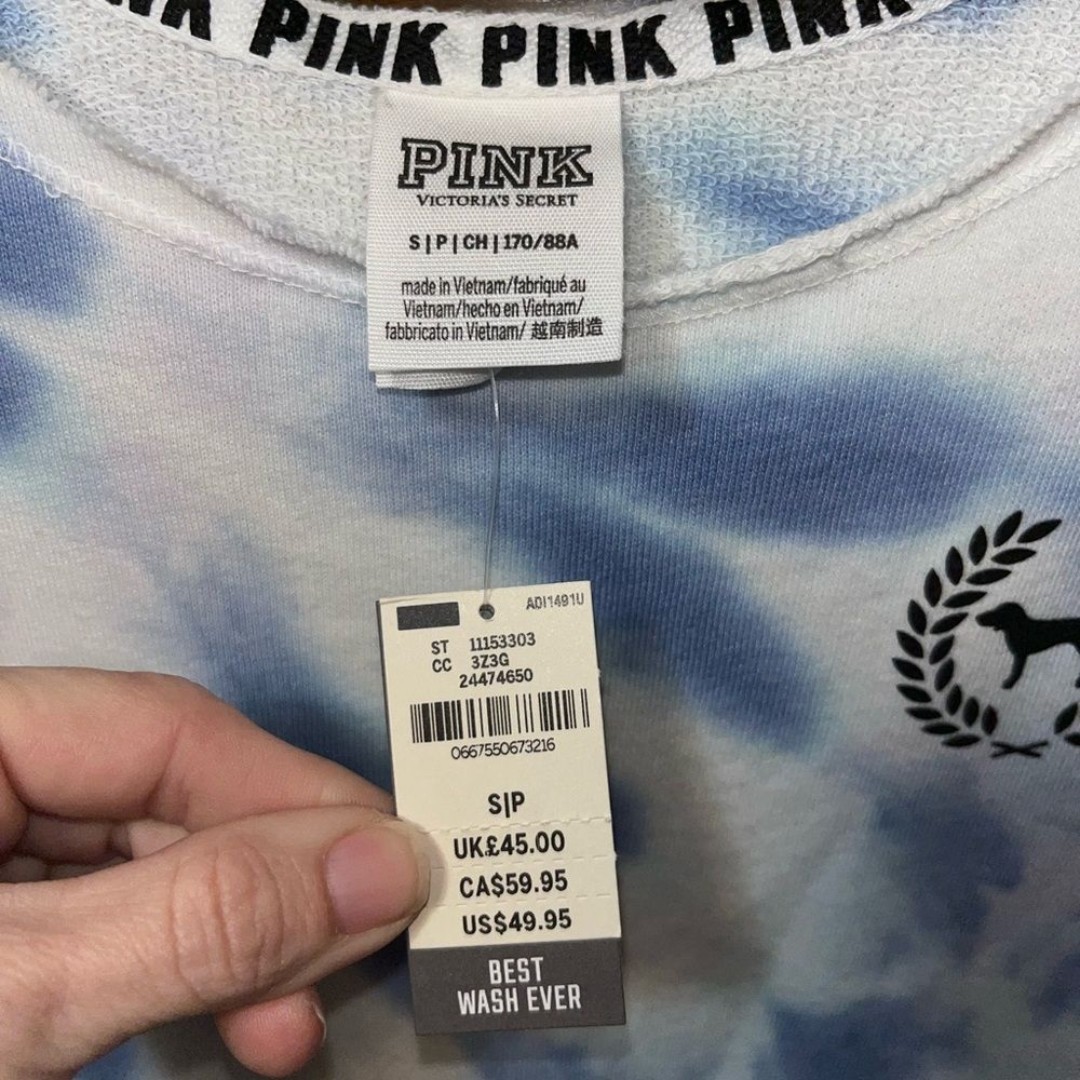 PINK PINK PINK
PINK
VICTORIA'S SECRET
S | P | CH | 170/88A
made in Vietnam/fabriqué au
Vietnam/hecho en Vietnam/
fabbricato in Vietnam/ 越南制造
ADI1491U
ST 11153303
CC 3Z3G
24474650
0667550673216
S|P
UK£45.00
CA$59.95
US$49.95
BEST
WASH EVER